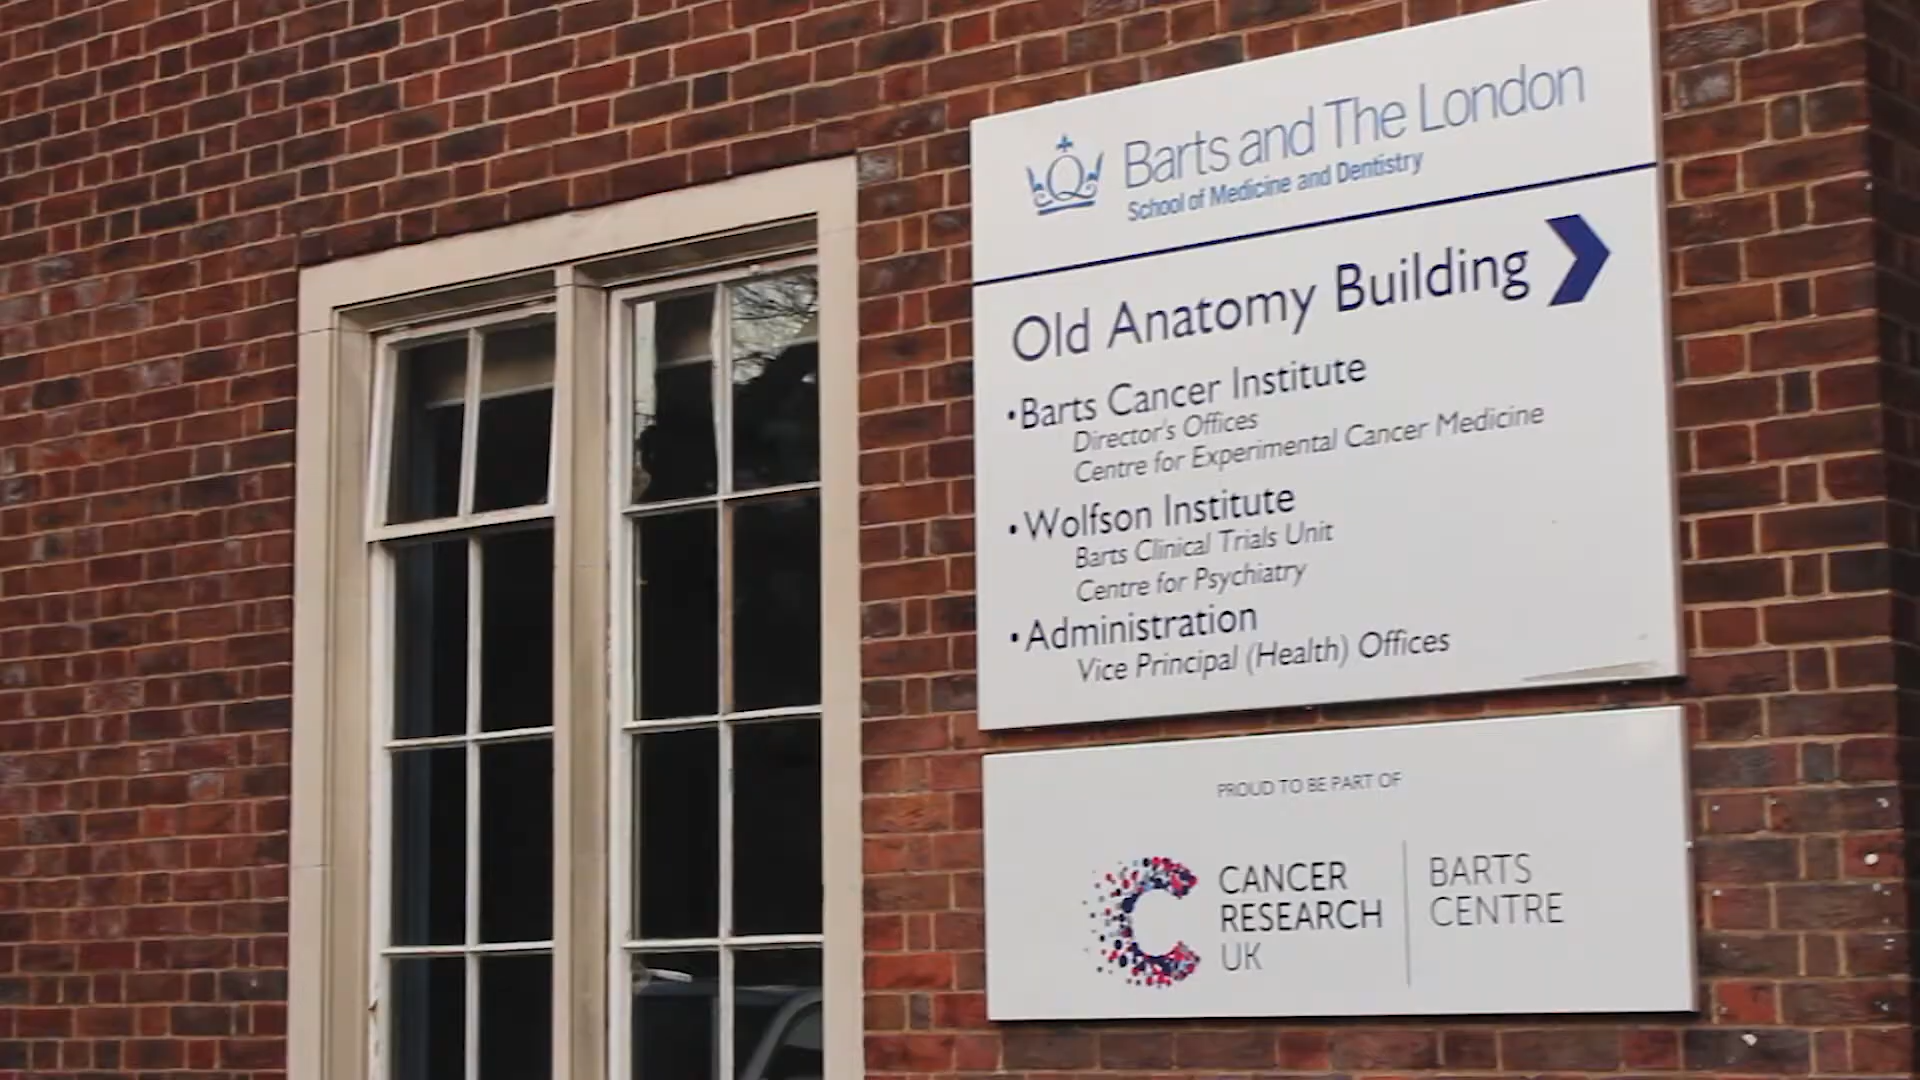 Barts and The London
School of Medicine and Dentistry
Old Anatomy Building
•Barts Cancer Institute
Director's Offices
Centre for Experimental Cancer Medicine
•Wolfson Institute
Barts Clinical Trials Unit
Centre for Psychiatry
•Administration
Vice Principal (Health) Offices
PROUD TO BE PART OF
CANCER
RESEARCH
UK
BARTS
CENTRE